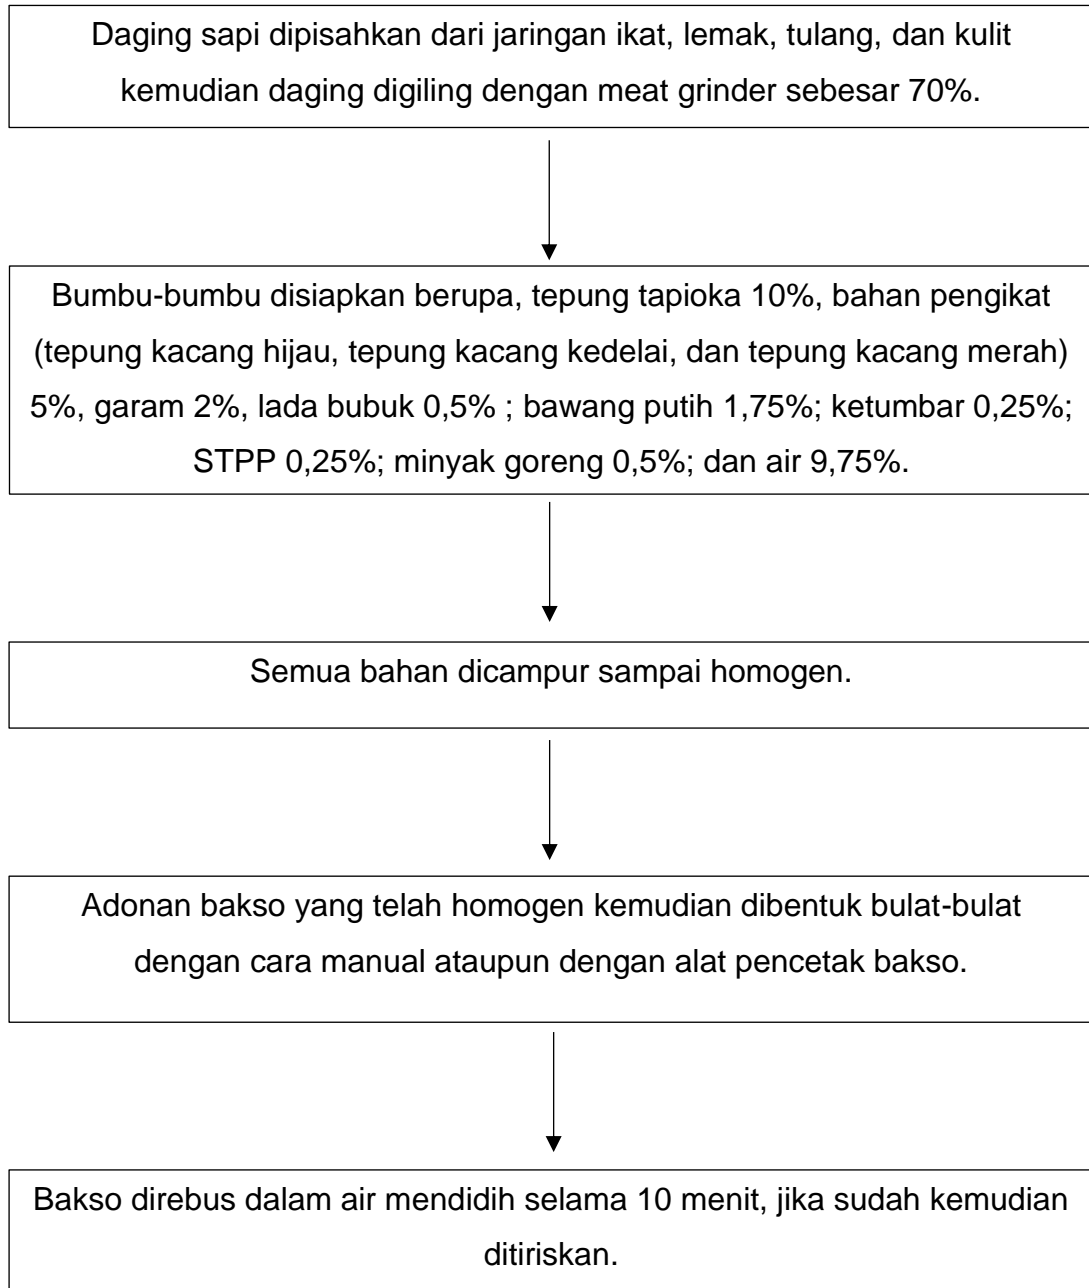 Daging sapi dipisahkan dari jaringan ikat, lemak, tulang, dan kulit
kemudian daging digiling dengan meat grinder sebesar 70%.
Bumbu-bumbu disiapkan berupa, tepung tapioka 10%, bahan pengikat
(tepung kacang hijau, tepung kacang kedelai, dan tepung kacang merah)
5%, garam 2%, lada bubuk 0,5% ; bawang putih 1,75%; ketumbar 0,25%;
STPP 0,25%; minyak goreng 0,5%; dan air 9,75%.
Semua bahan dicampur sampai homogen.
Adonan bakso yang telah homogen kemudian dibentuk bulat-bulat
dengan cara manual ataupun dengan alat pencetak bakso.
Bakso direbus dalam air mendidih selama 10 menit, jika sudah kemudian
ditiriskan.